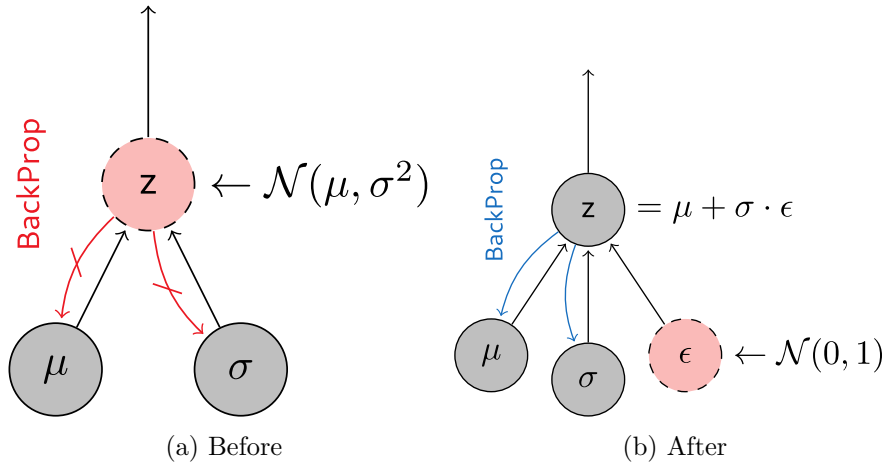 BackProp
z ← 𝒩(μ, σ²)
μ
σ
(a) Before
BackProp
z = μ + σ · ϵ
μ
σ
ϵ ← 𝒩(0, 1)
(b) After